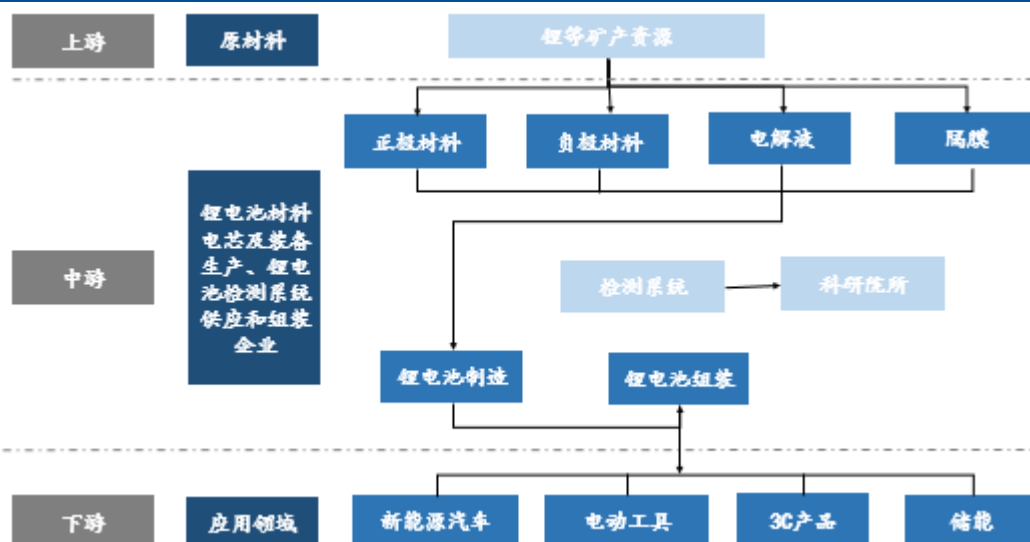 上游
原材料
锂等矿产资源
正极材料
负极材料
电解液
隔膜
中游
锂电池材料
电芯及装备
生产、锂电
池检测系统
供应和组装
企业
检测系统
科研院所
锂电池制造
锂电池组装
下游
应用领域
新能源汽车
电动工具
3C产品
储能